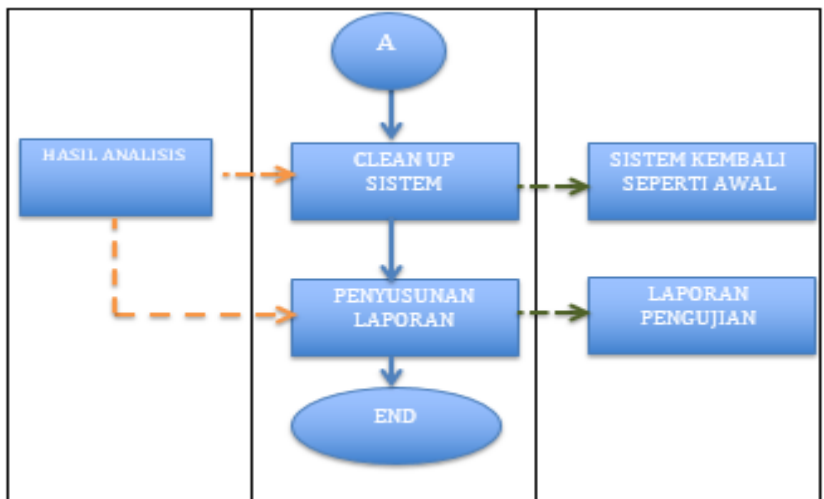 A
HASIL ANALISIS
CLEAN UP
SISTEM
SISTEM KEMBALI
SEPERTI AWAL
PENYUSUNAN
LAPORAN
LAPORAN
PENGUJIAN
END